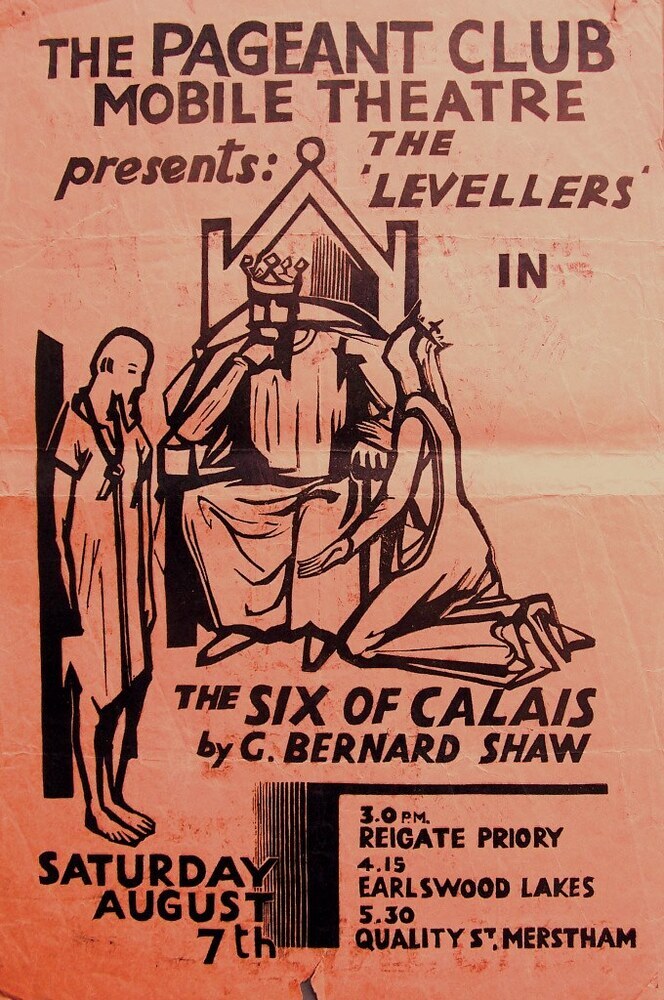 THE PAGEANT CLUB
MOBILE THEATRE
presents: THE
'LEVELLERS'
IN
THE SIX OF CALAIS
by G. BERNARD SHAW
3.0 P.M.
REIGATE PRIORY
4.15
EARLSWOOD LAKES
5.30
QUALITY ST. MERSTHAM
SATURDAY
AUGUST
7th